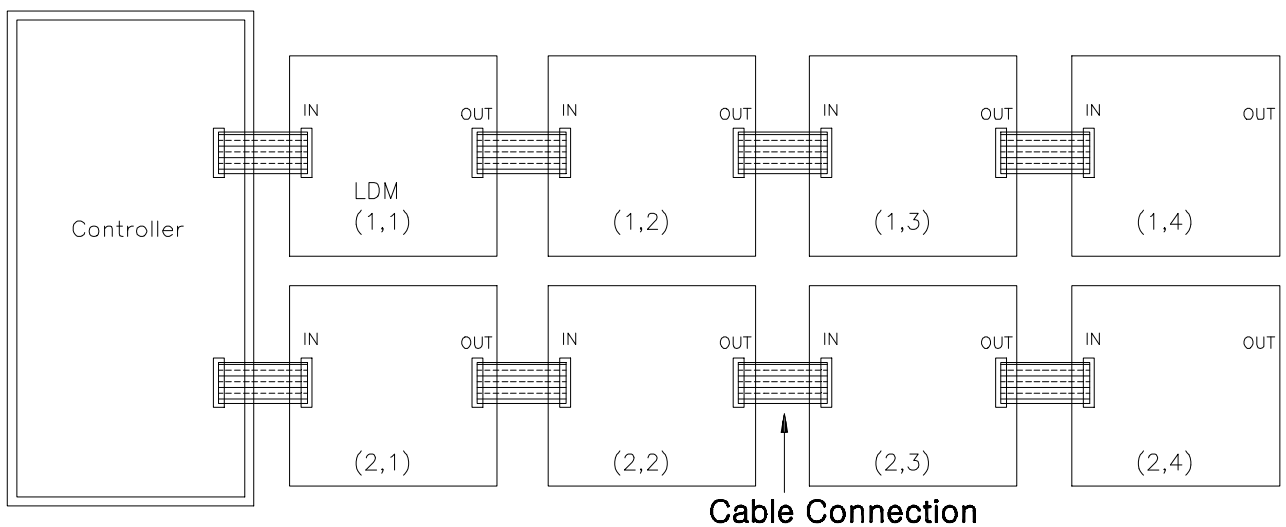 IN
OUT
IN
OUT
IN
OUT
IN
OUT
LDM
(1,1)
(1,2)
(1,3)
(1,4)
Controller
IN
OUT
IN
OUT
IN
OUT
IN
OUT
(2,1)
(2,2)
(2,3)
(2,4)
Cable Connection